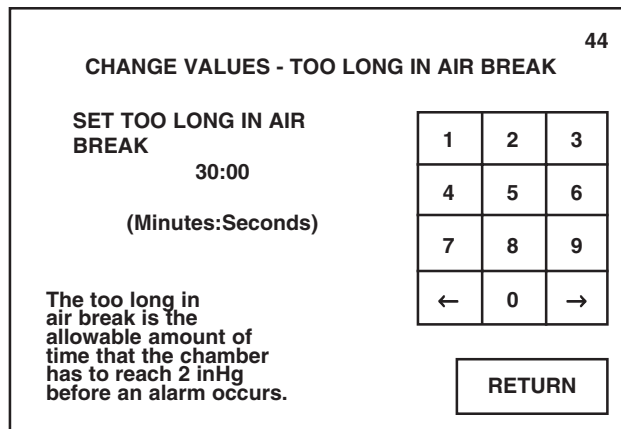 44
CHANGE VALUES - TOO LONG IN AIR BREAK
SET TOO LONG IN AIR
BREAK
30:00
(Minutes:Seconds)
The too long in
air break is the
allowable amount of
time that the chamber
has to reach 2 inHg
before an alarm occurs.
1 2 3
4 5 6
7 8 9
← 0 →
RETURN